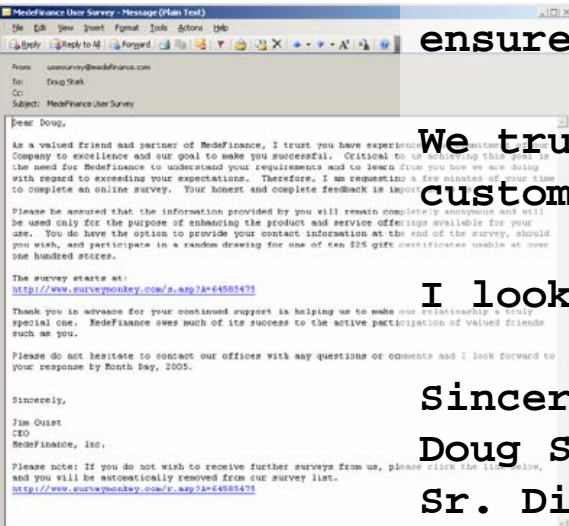 MedeFinance User Survey - Message (Plain Text)
File Edit View Insert Format Tools Actions Help
Reply Reply to All Forward
From: usersurvey@medefinance.com
To: Doug Stark
Cc:
Subject: MedeFinance User Survey
Dear Doug,
As a valued friend and partner of MedeFinance, I trust you have experienced the commitment of our
Company to excellence and our goal to make you successful. Critical to us achieving this goal is
the need for MedeFinance to understand your requirements and to learn from you how we are doing
with regard to exceeding your expectations. Therefore, I am requesting a few minutes of your time
to complete an online survey. Your honest and complete feedback is
Please be assured that the information provided by you will remain completely anonymous and will
be used only for the purpose of enhancing the product and service offerings available for your
use. You do have the option to provide your contact information at the end of the survey, should
you wish, and participate in a random drawing for one of ten $25 gift certificates usable at over
one hundred stores.
The survey starts at:
http://www.surveymonkey.com/s.asp?A=64585475
Thank you in advance for your continued support in helping us to make our relationship a truly
special one. MedeFinance owes much of its success to the active participation of valued friends
such as you.
Please do not hesitate to contact our offices with any questions or comments and I look forward to
your response by Month Day, 2005.
Sincerely,
Jim Quist
CEO
MedeFinance, Inc.
Please note: If you do not wish to receive further surveys from us, please click the link below,
and you will be automatically removed from our survey list.
http://www.surveymonkey.com/r.asp?A=64585475
ensure
We tru
custom
I look
Sincer
Doug S
Sr. Di